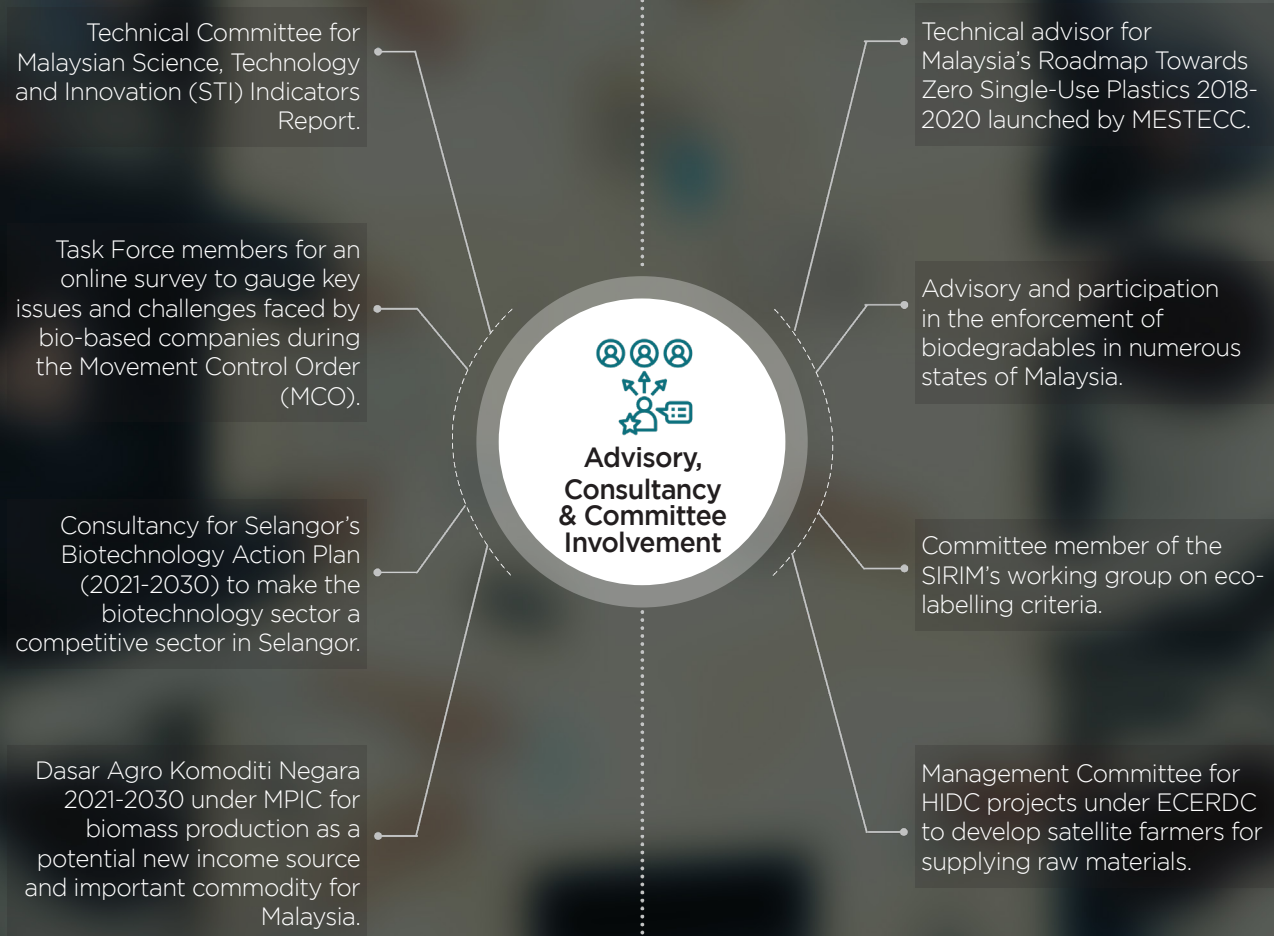 Technical Committee for
Malaysian Science, Technology
and Innovation (STI) Indicators
Report.
Task Force members for an
online survey to gauge key
issues and challenges faced by
bio-based companies during
the Movement Control Order
(MCO).
Consultancy for Selangor’s
Biotechnology Action Plan
(2021-2030) to make the
biotechnology sector a
competitive sector in Selangor.
Dasar Agro Komoditi Negara
2021-2030 under MPIC for
biomass production as a
potential new income source
and important commodity for
Malaysia.
Advisory,
Consultancy
& Committee
Involvement
Technical advisor for
Malaysia’s Roadmap Towards
Zero Single-Use Plastics 2018-
2020 launched by MESTECC.
Advisory and participation
in the enforcement of
biodegradables in numerous
states of Malaysia.
Committee member of the
SIRIM’s working group on eco-
labelling criteria.
Management Committee for
HIDC projects under ECERDC
to develop satellite farmers for
supplying raw materials.